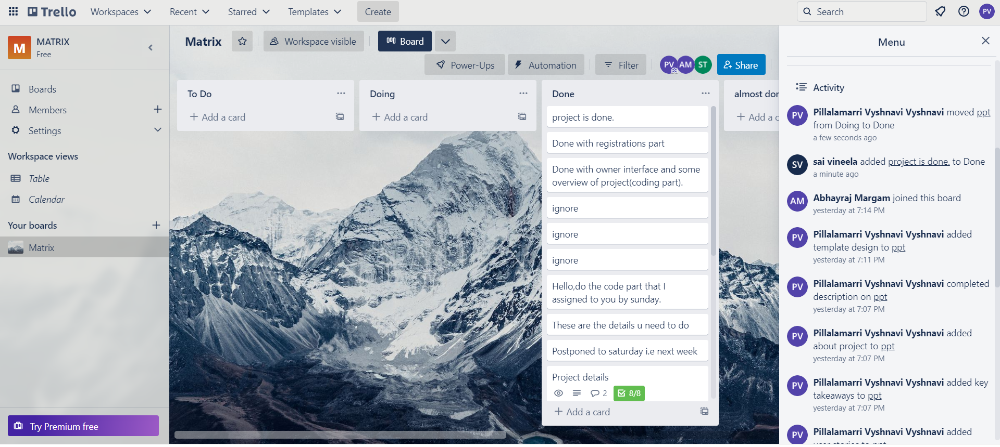 Trello
Workspaces
Recent
Starred
Templates
Create
Search
PV
M
MATRIX
Free
Boards
Members
Settings
Workspace views
Table
Calendar
Your boards
Matrix
Try Premium free
Matrix
Workspace visible
Board
Power-Ups
Automation
Filter
PV AM ST
Share
To Do
Add a card
Doing
Add a card
Done
project is done.
Done with registrations part
Done with owner interface and some
overview of project(coding part).
ignore
ignore
ignore
Hello,do the code part that I
assigned to you by sunday.
These are the details u need to do
Postponed to saturday i.e next week
Project details
2
8/8
Add a card
almost don
Add a c
Menu
Activity
PV
Pillalamarri Vyshnavi Vyshnavi moved ppt
from Doing to Done
a few seconds ago
SV
sai vineela added project is done. to Done
a minute ago
AM
Abhayraj Margam joined this board
yesterday at 7:14 PM
PV
Pillalamarri Vyshnavi Vyshnavi added
template design to ppt
yesterday at 7:11 PM
PV
Pillalamarri Vyshnavi Vyshnavi completed
description on ppt
yesterday at 7:07 PM
PV
Pillalamarri Vyshnavi Vyshnavi added
about project to ppt
yesterday at 7:07 PM
PV
Pillalamarri Vyshnavi Vyshnavi added key
takeaways to ppt
yesterday at 7:07 PM
PV
Pillalamarri Vyshnavi Vyshnavi added